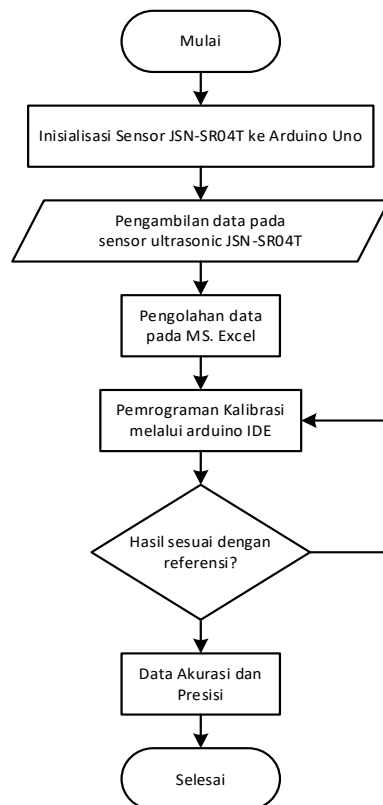 Mulai
Inisialisasi Sensor JSN-SR04T ke Arduino Uno
Pengambilan data pada
sensor ultrasonic JSN-SR04T
Pengolahan data
pada MS. Excel
Pemrograman Kalibrasi
melalui arduino IDE
Hasil sesuai dengan
referensi?
Data Akurasi dan
Presisi
Selesai